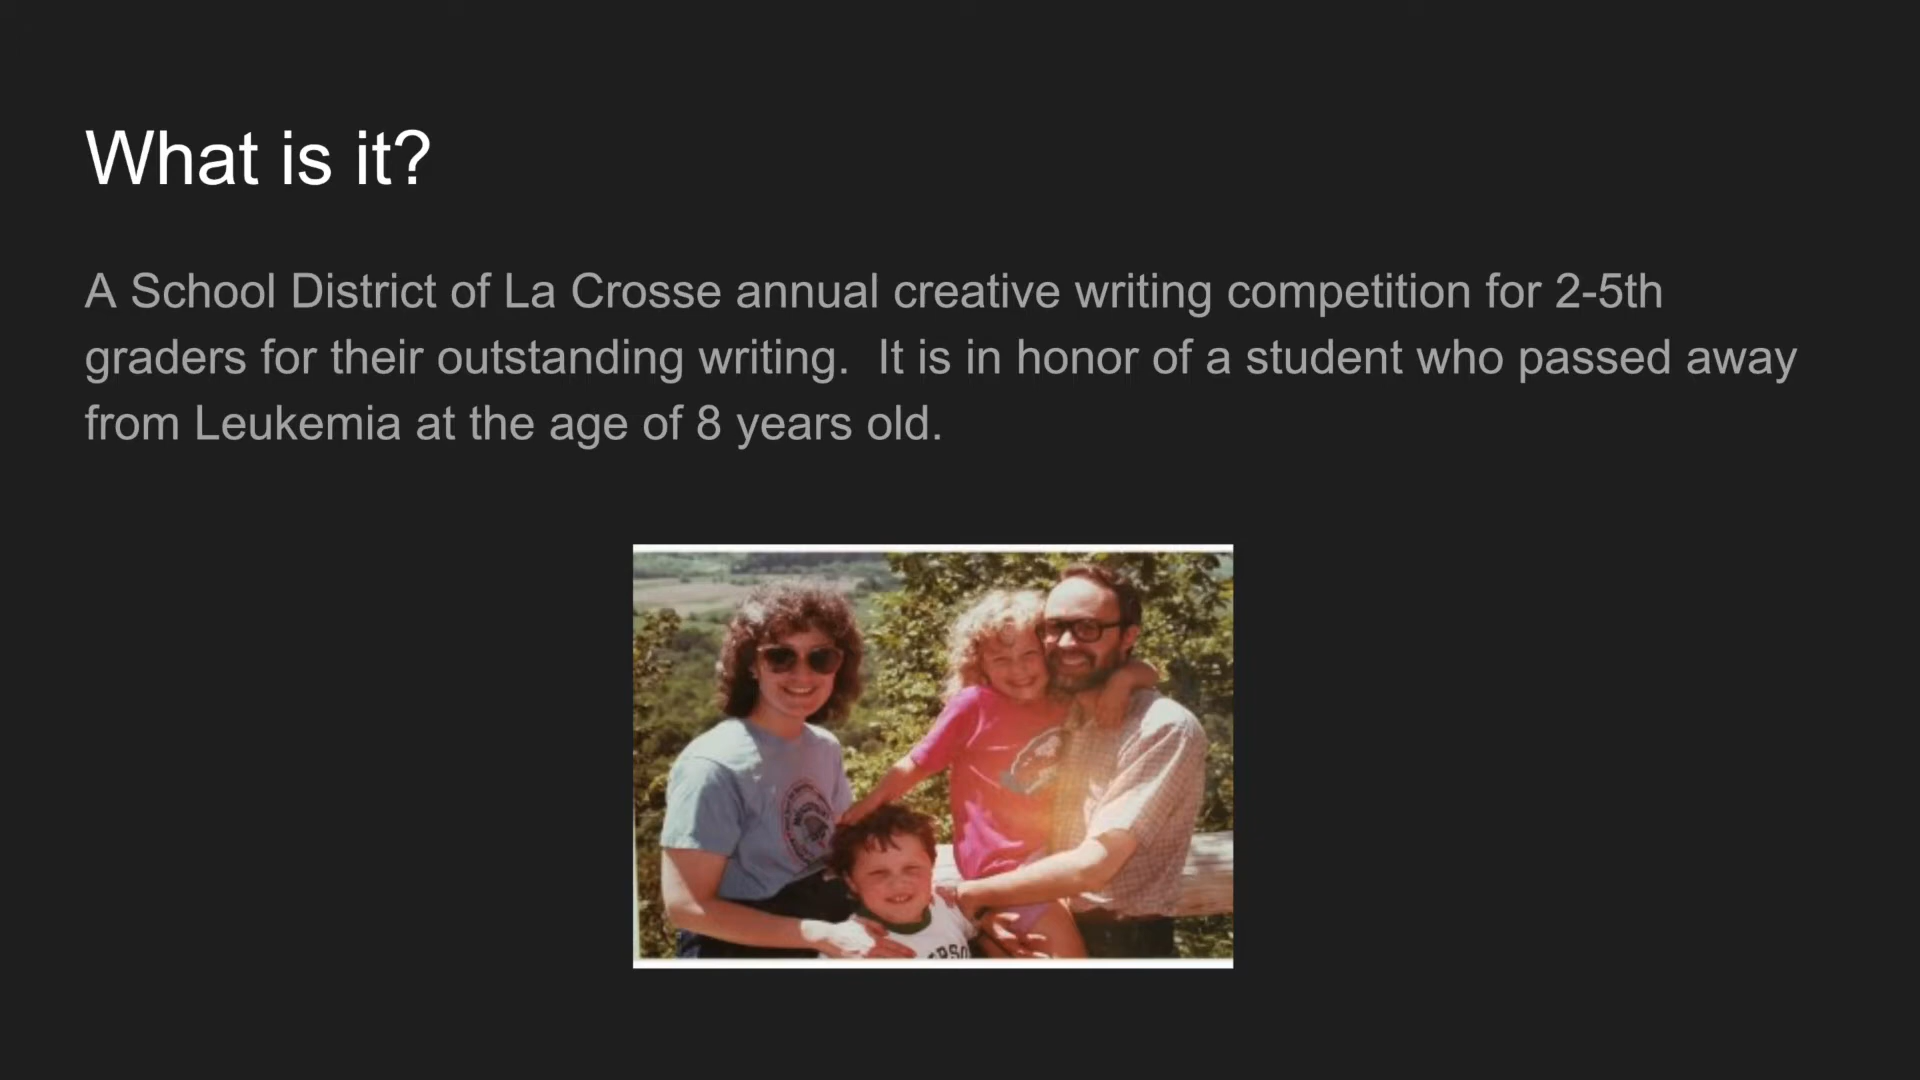 What is it?
A School District of La Crosse annual creative writing competition for 2-5th
graders for their outstanding writing.  It is in honor of a student who passed away
from Leukemia at the age of 8 years old.